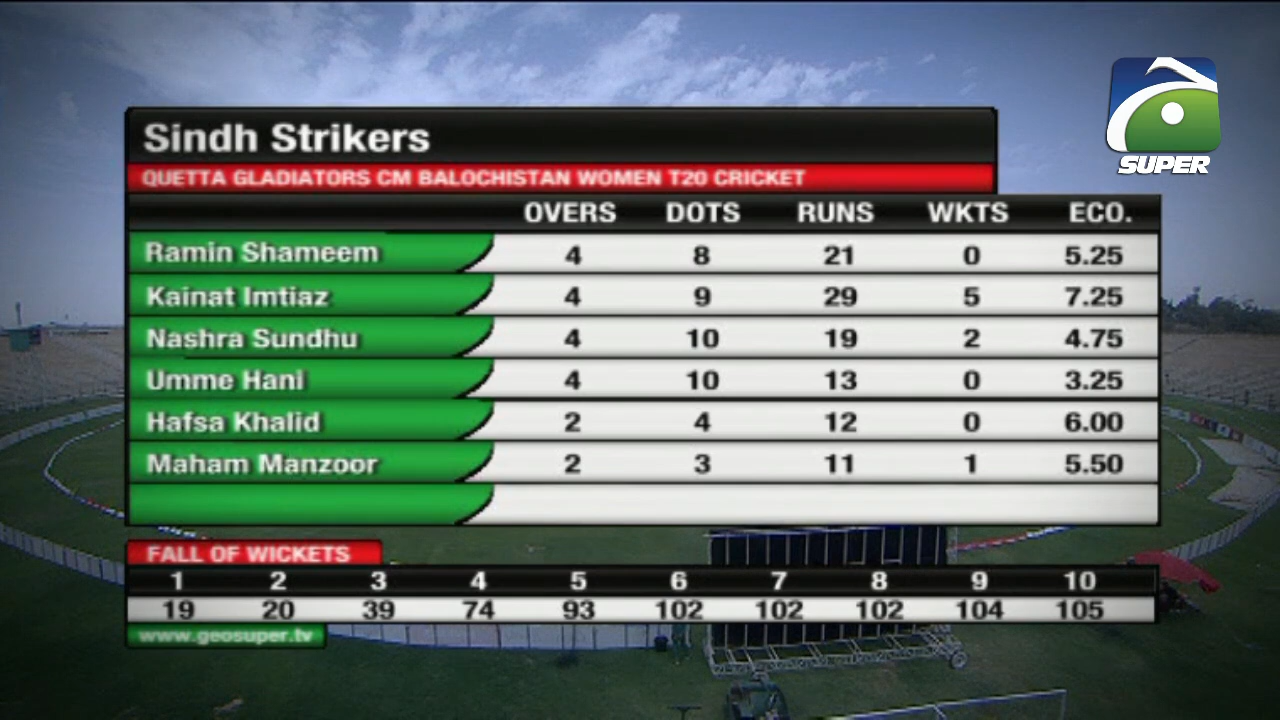 SUPER
Sindh Strikers
QUETTA GLADIATORS CM BALOCHISTAN WOMEN T20 CRICKET
OVERS DOTS RUNS WKTS ECO.
Ramin Shameem 4 8 21 0 5.25
Kainat Imtiaz 4 9 29 5 7.25
Nashra Sundhu 4 10 19 2 4.75
Umme Hani 4 10 13 0 3.25
Hafsa Khalid 2 4 12 0 6.00
Maham Manzoor 2 3 11 1 5.50
FALL OF WICKETS
1 2 3 4 5 6 7 8 9 10
19 20 39 74 93 102 102 102 104 105
www.geosuper.tv